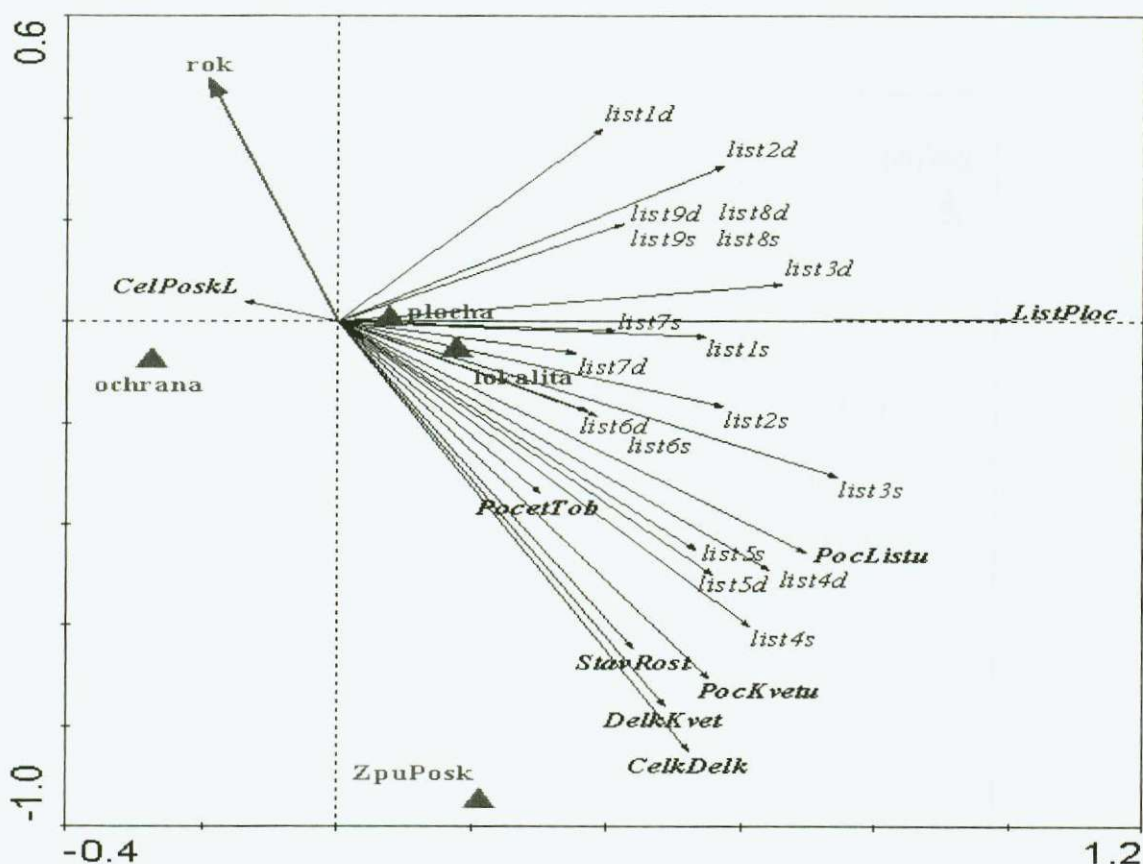 0.6
rok
list1d
list2d
list9d list8d
list9s list8s
list3d
CelPoskL
plocha
ListPloc
list7s
list1s
ochrana
lokalita
list7d
list2s
list6d
list6s
list3s
PocetTob
list5s
PocListu
list5d
list4d
list4s
StavRost
PocKvetu
DelkKvet
CelkDelk
ZpuPosk
-1.0
-0.4
1.2